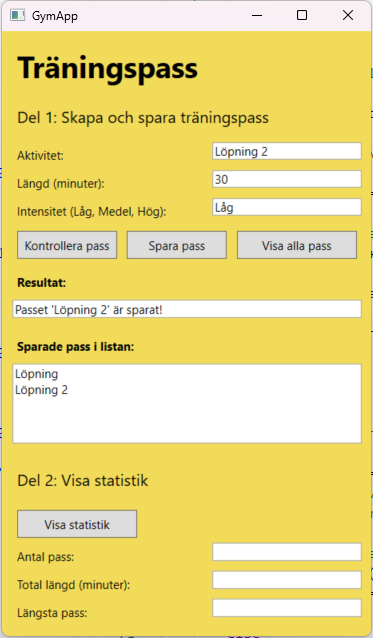 GymApp
Träningspass
Del 1: Skapa och spara träningspass
Aktivitet: Löpning 2
Längd (minuter): 30
Intensitet (Låg, Medel, Hög): Låg
Kontrollera pass Spara pass Visa alla pass
Resultat:
Passet 'Löpning 2' är sparat!
Sparade pass i listan:
Löpning
Löpning 2
Del 2: Visa statistik
Visa statistik
Antal pass:
Total längd (minuter):
Längsta pass: